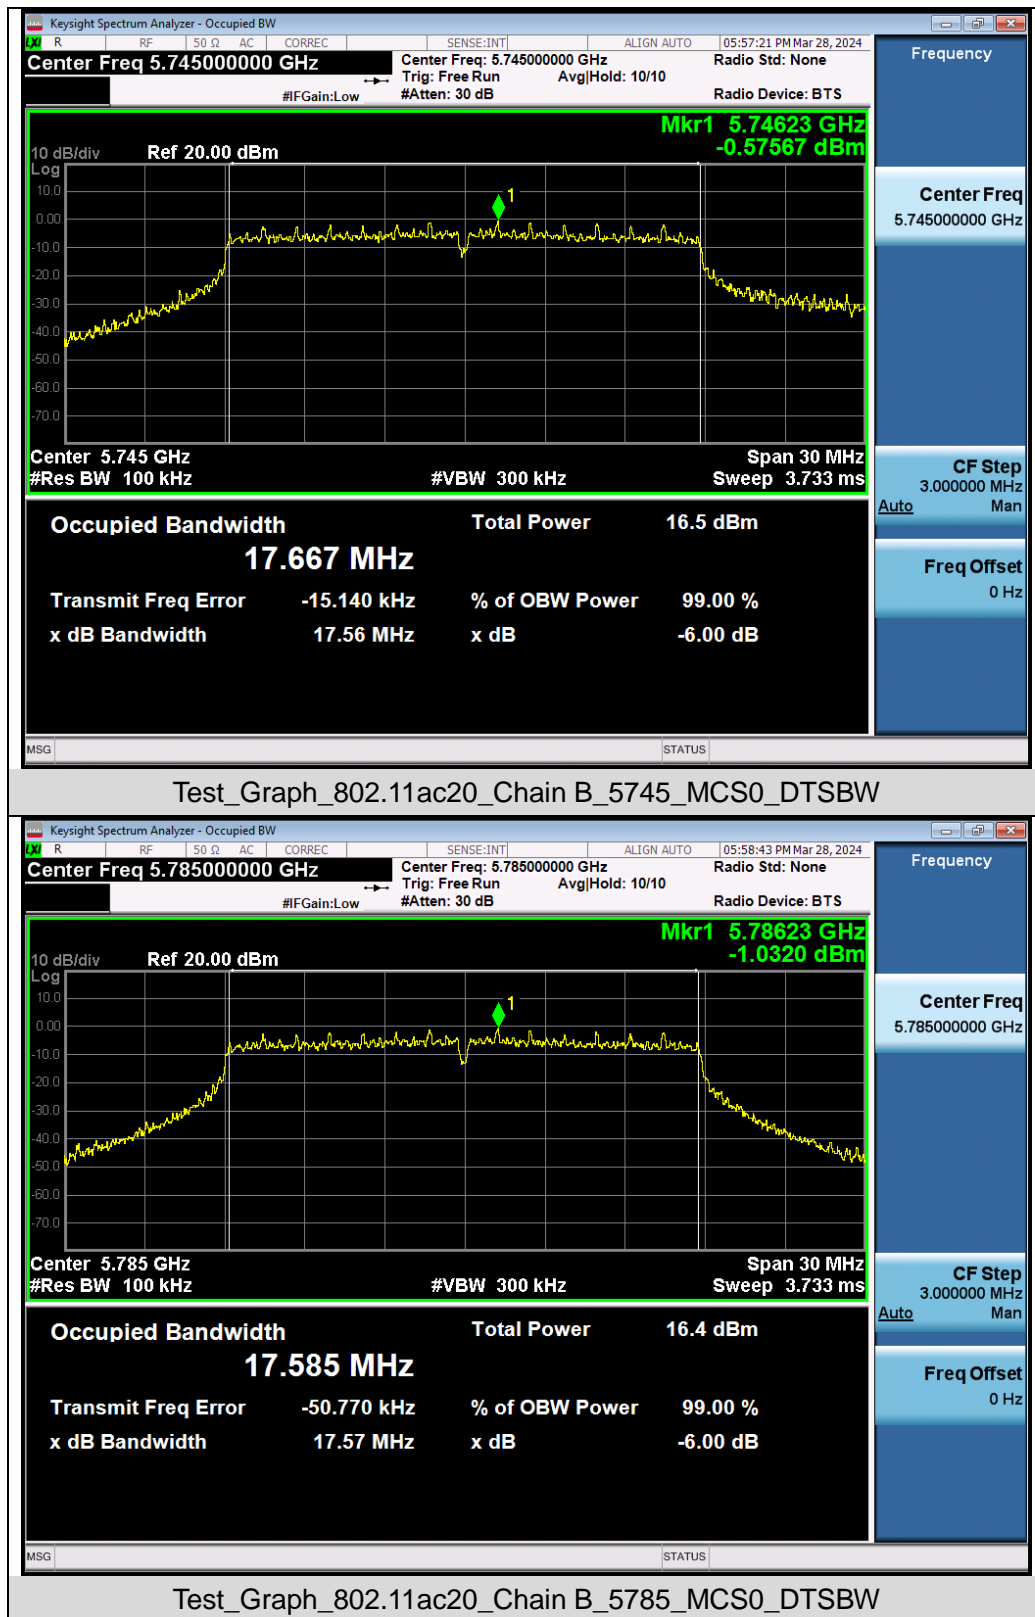 Keysight Spectrum Analyzer - Occupied BW
LXI R RF 50 Ω AC CORREC SENSE:INT ALIGN AUTO 05:57:21 PM Mar 28, 2024
Center Freq 5.745000000 GHz
Center Freq: 5.745000000 GHz Radio Std: None
Trig: Free Run Avg|Hold: 10/10
#IFGain:Low #Atten: 30 dB Radio Device: BTS
Frequency
Mkr1 5.74623 GHz
-0.57567 dBm
10 dB/div Ref 20.00 dBm
Log
10.0
0.00
-10.0
-20.0
-30.0
-40.0
-50.0
-60.0
-70.0
1
Center 5.745 GHz Span 30 MHz
#Res BW 100 kHz #VBW 300 kHz Sweep 3.733 ms
Center Freq
5.745000000 GHz
CF Step
3.000000 MHz
Auto Man
Freq Offset
0 Hz
Occupied Bandwidth Total Power 16.5 dBm
17.667 MHz
Transmit Freq Error -15.140 kHz % of OBW Power 99.00 %
x dB Bandwidth 17.56 MHz x dB -6.00 dB
MSG STATUS
Test_Graph_802.11ac20_Chain B_5745_MCS0_DTSBW
Keysight Spectrum Analyzer - Occupied BW
LXI R RF 50 Ω AC CORREC SENSE:INT ALIGN AUTO 05:58:43 PM Mar 28, 2024
Center Freq 5.785000000 GHz
Center Freq: 5.785000000 GHz Radio Std: None
Trig: Free Run Avg|Hold: 10/10
#IFGain:Low #Atten: 30 dB Radio Device: BTS
Frequency
Mkr1 5.78623 GHz
-1.0320 dBm
10 dB/div Ref 20.00 dBm
Log
10.0
0.00
-10.0
-20.0
-30.0
-40.0
-50.0
-60.0
-70.0
1
Center 5.785 GHz Span 30 MHz
#Res BW 100 kHz #VBW 300 kHz Sweep 3.733 ms
Center Freq
5.785000000 GHz
CF Step
3.000000 MHz
Auto Man
Freq Offset
0 Hz
Occupied Bandwidth Total Power 16.4 dBm
17.585 MHz
Transmit Freq Error -50.770 kHz % of OBW Power 99.00 %
x dB Bandwidth 17.57 MHz x dB -6.00 dB
MSG STATUS
Test_Graph_802.11ac20_Chain B_5785_MCS0_DTSBW